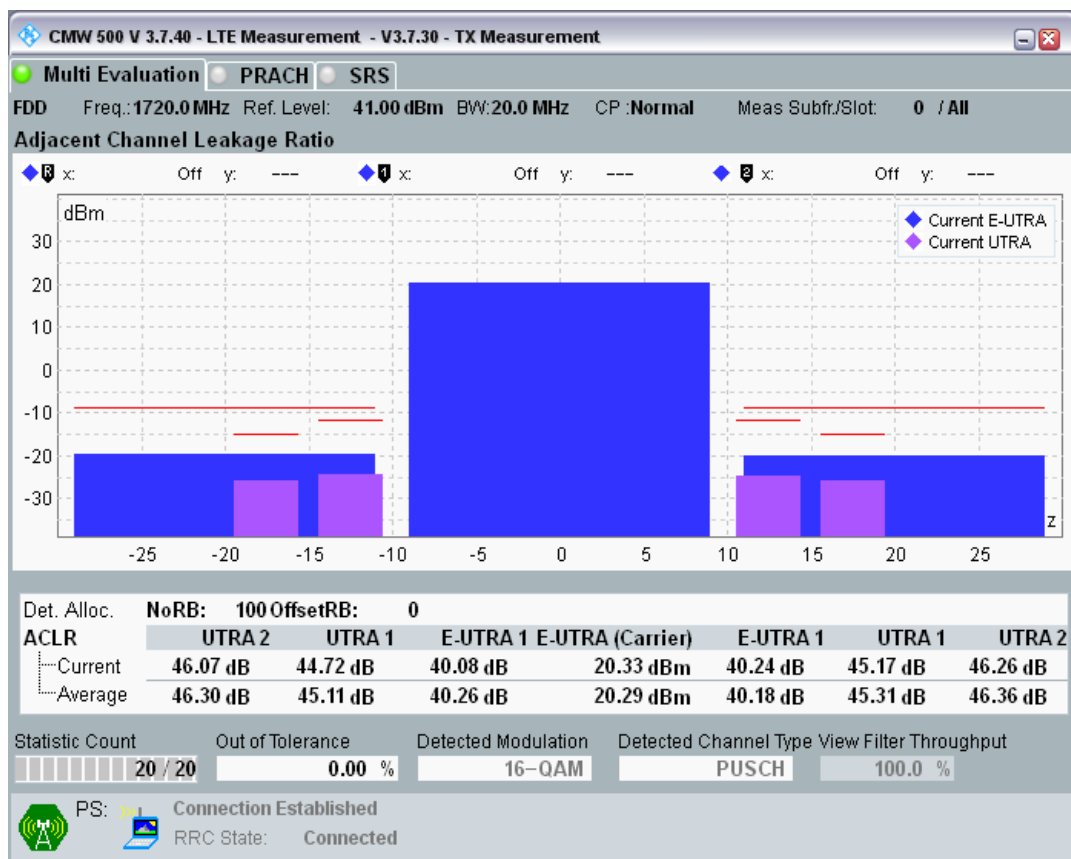 CMW 500 V 3.7.40 - LTE Measurement - V3.7.30 - TX Measurement
Multi Evaluation PRACH SRS
FDD Freq.: 1720.0 MHz Ref. Level: 41.00 dBm BW: 20.0 MHz CP : Normal Meas Subfr./Slot: 0 / All
Adjacent Channel Leakage Ratio
R x: Off y: --- 1 x: Off y: --- 2 x: Off y: ---
dBm
Current E-UTRA
Current UTRA
30
20
10
0
-10
-20
-30
z
-25 -20 -15 -10 -5 0 5 10 15 20 25
Det. Alloc. NoRB: 100 OffsetRB: 0
ACLR UTRA 2 UTRA 1 E-UTRA 1 E-UTRA (Carrier) E-UTRA 1 UTRA 1 UTRA 2
Current 46.07 dB 44.72 dB 40.08 dB 20.33 dBm 40.24 dB 45.17 dB 46.26 dB
Average 46.30 dB 45.11 dB 40.26 dB 20.29 dBm 40.18 dB 45.31 dB 46.36 dB
Statistic Count Out of Tolerance Detected Modulation Detected Channel Type View Filter Throughput
20 / 20 0.00 % 16-QAM PUSCH 100.0 %
PS: Connection Established
RRC State: Connected